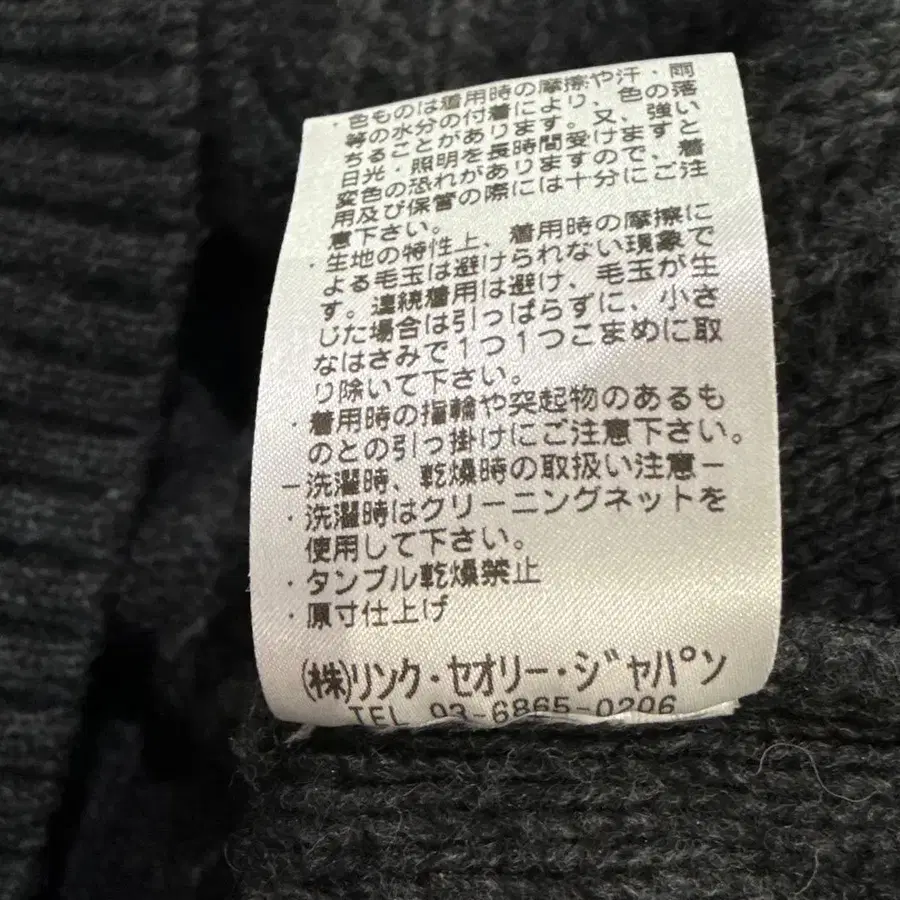 ・色ものは着用時の摩擦や汗・雨
等の水分の付着により、色の落
ちることがあります。又、強い
日光・照明を長時間受けますと
変色の恐れがありますので、着
用及び保管の際には十分にご注
意下さい。
・生地の特性上、着用時の摩擦に
よる毛玉は避けられない現象で
す。連続着用は避け、毛玉が生
じた場合は引っぱらずに、小さ
なはさみで1つ1つこまめに取
り除いて下さい。
・着用時の指輪や突起物のあるも
のとの引っ掛けにご注意下さい。
－洗濯時、乾燥時の取扱い注意－
・洗濯時はクリーニングネットを
使用して下さい。
・タンブル乾燥禁止
・原寸仕上げ
(株)リンク・セオリー・ジャパン
TEL 03-6865-0206